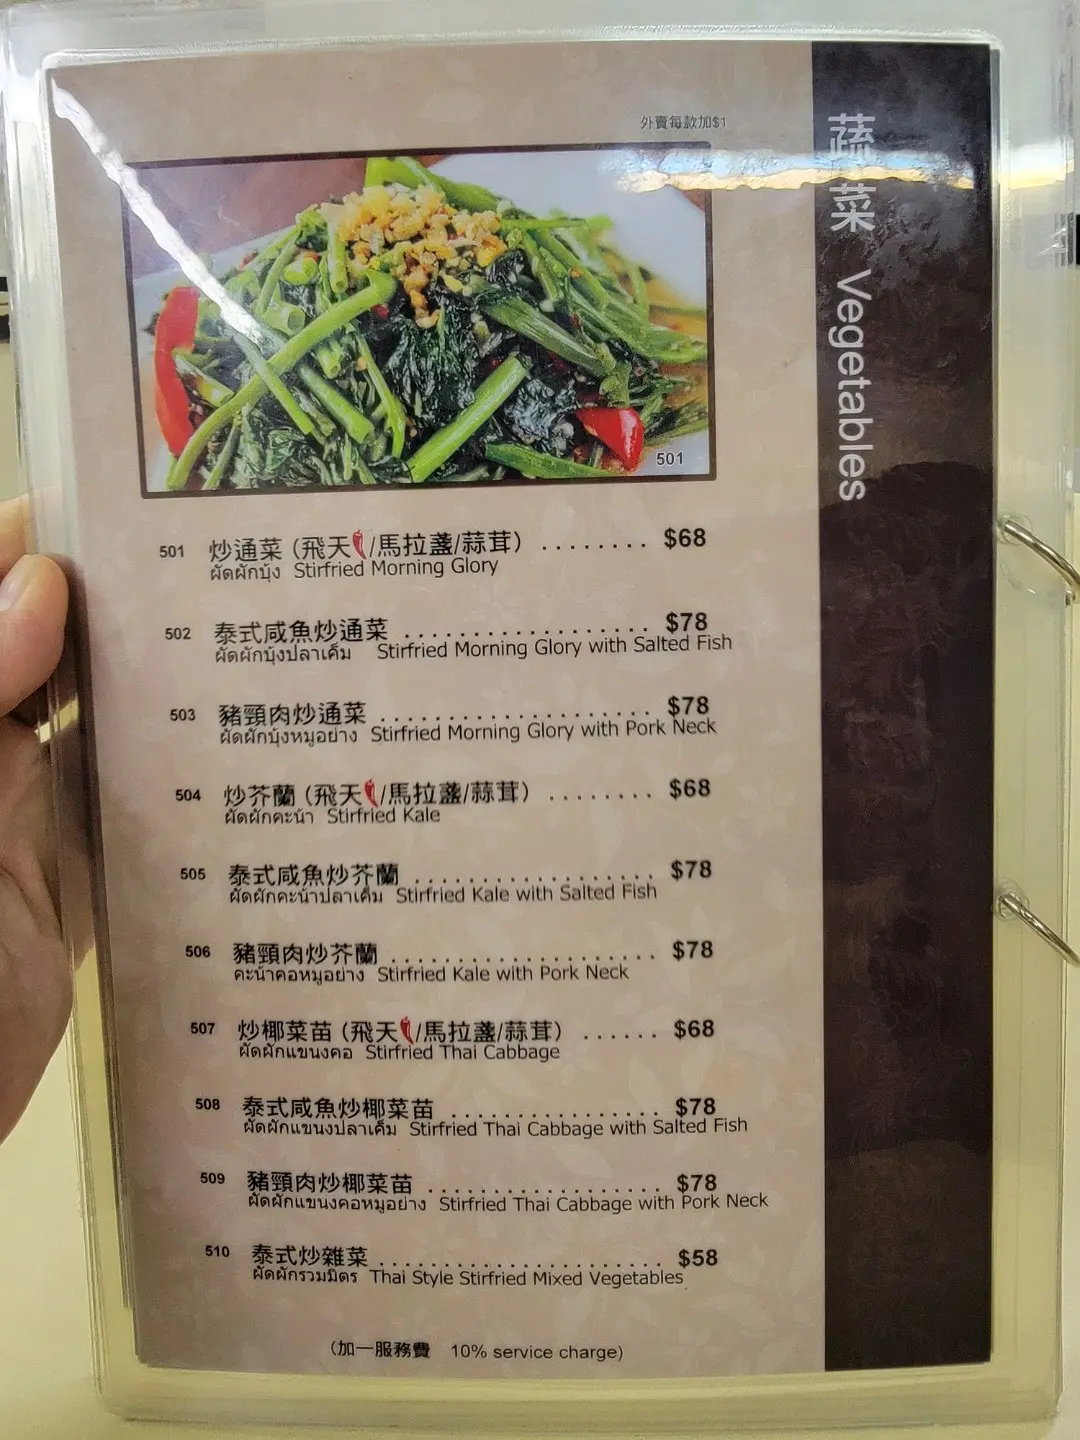 外賣每款加$1
蔬菜 Vegetables
501
501 炒通菜 (飛天/馬拉盞/蒜茸) ........ $68
ผัดผักบุ้ง Stirfried Morning Glory
502 泰式咸魚炒通菜 .................. $78
ผัดผักบุ้งปลาเค็ม Stirfried Morning Glory with Salted Fish
503 豬頸肉炒通菜 .................... $78
ผัดผักบุ้งหมูอย่าง Stirfried Morning Glory with Pork Neck
504 炒芥蘭 (飛天/馬拉盞/蒜茸) ........ $68
ผัดผักคะน้า Stirfried Kale
505 泰式咸魚炒芥蘭 .................. $78
ผัดผักคะน้าปลาเค็ม Stirfried Kale with Salted Fish
506 豬頸肉炒芥蘭 .................... $78
คะน้าคอหมูอย่าง Stirfried Kale with Pork Neck
507 炒椰菜苗 (飛天/馬拉盞/蒜茸) ...... $68
ผัดผักแขนงคอ Stirfried Thai Cabbage
508 泰式咸魚炒椰菜苗 ................ $78
ผัดผักแขนงปลาเค็ม Stirfried Thai Cabbage with Salted Fish
509 豬頸肉炒椰菜苗 .................. $78
ผัดผักแขนงคอหมูอย่าง Stirfried Thai Cabbage with Pork Neck
510 泰式炒雜菜 ..................... $58
ผัดผักรวมมิตร Thai Style Stirfried Mixed Vegetables
(加一服務費 10% service charge)